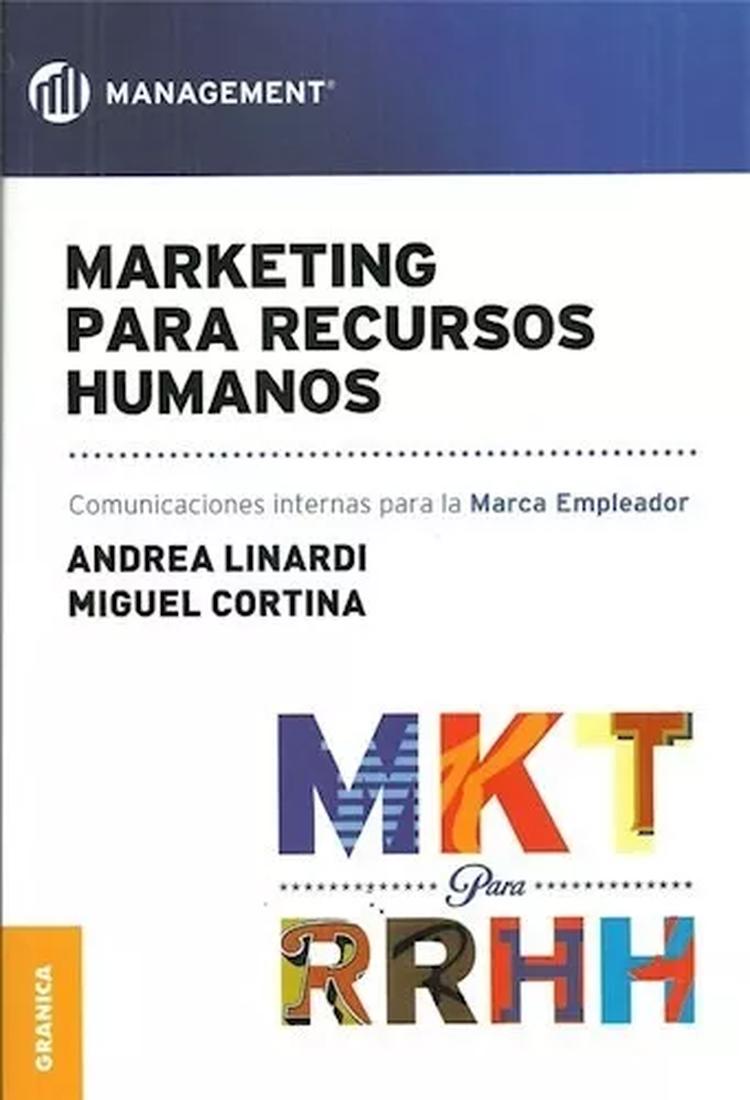 MANAGEMENT®
MARKETING
PARA RECURSOS
HUMANOS
Comunicaciones internas para la Marca Empleador
ANDREA LINARDI
MIGUEL CORTINA
MKT
Para
RRHH
GRANICA